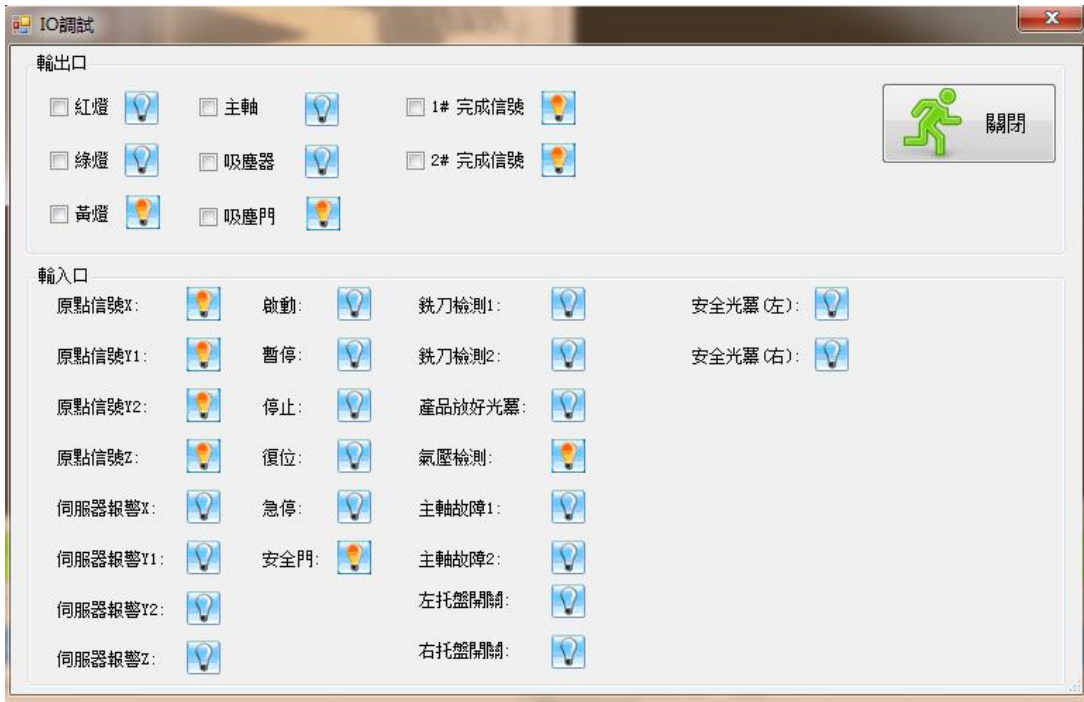 IO調試
輸出口
紅燈 主軸 1# 完成信號
關閉
綠燈 吸塵器 2# 完成信號
黃燈 吸塵門
輸入口
原點信號X: 啟動: 銑刀檢測1: 安全光冪(左):
原點信號Y1: 暫停: 銑刀檢測2: 安全光冪(右):
原點信號Y2: 停止: 產品放好光冪:
原點信號Z: 復位: 氣壓檢測:
伺服器報警X: 急停: 主軸故障1:
伺服器報警Y1: 安全門: 主軸故障2:
伺服器報警Y2: 左托盤開關:
伺服器報警Z: 右托盤開關: